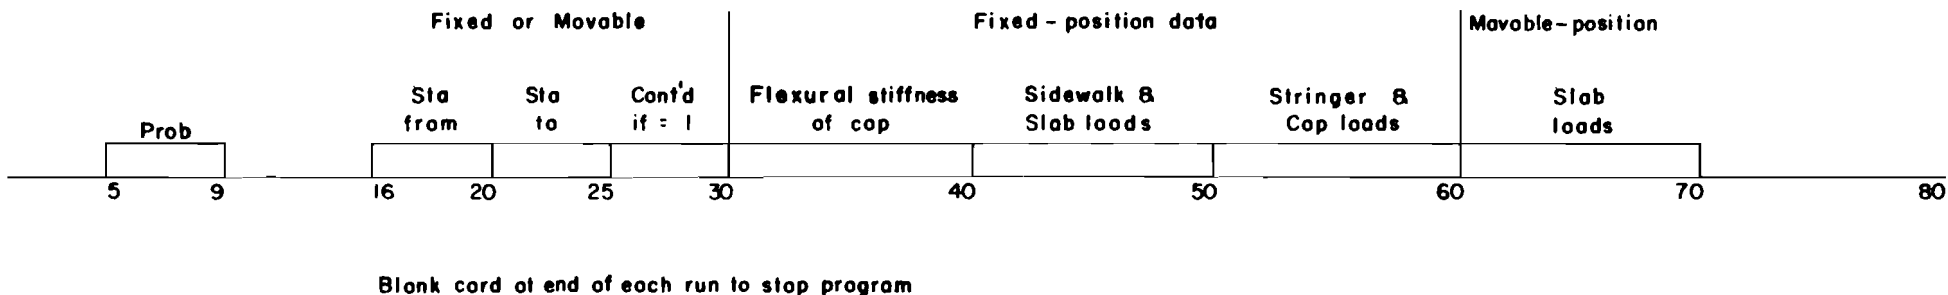 Fixed or Movable Fixed-position data Movable-position
Sta Sta Cont'd Flexural stiffness Sidewalk & Stringer & Slab
Prob from to if = 1 of cap Slab loads Cap loads loads
5 9 16 20 25 30 40 50 60 70 80
Blank card at end of each run to stop program